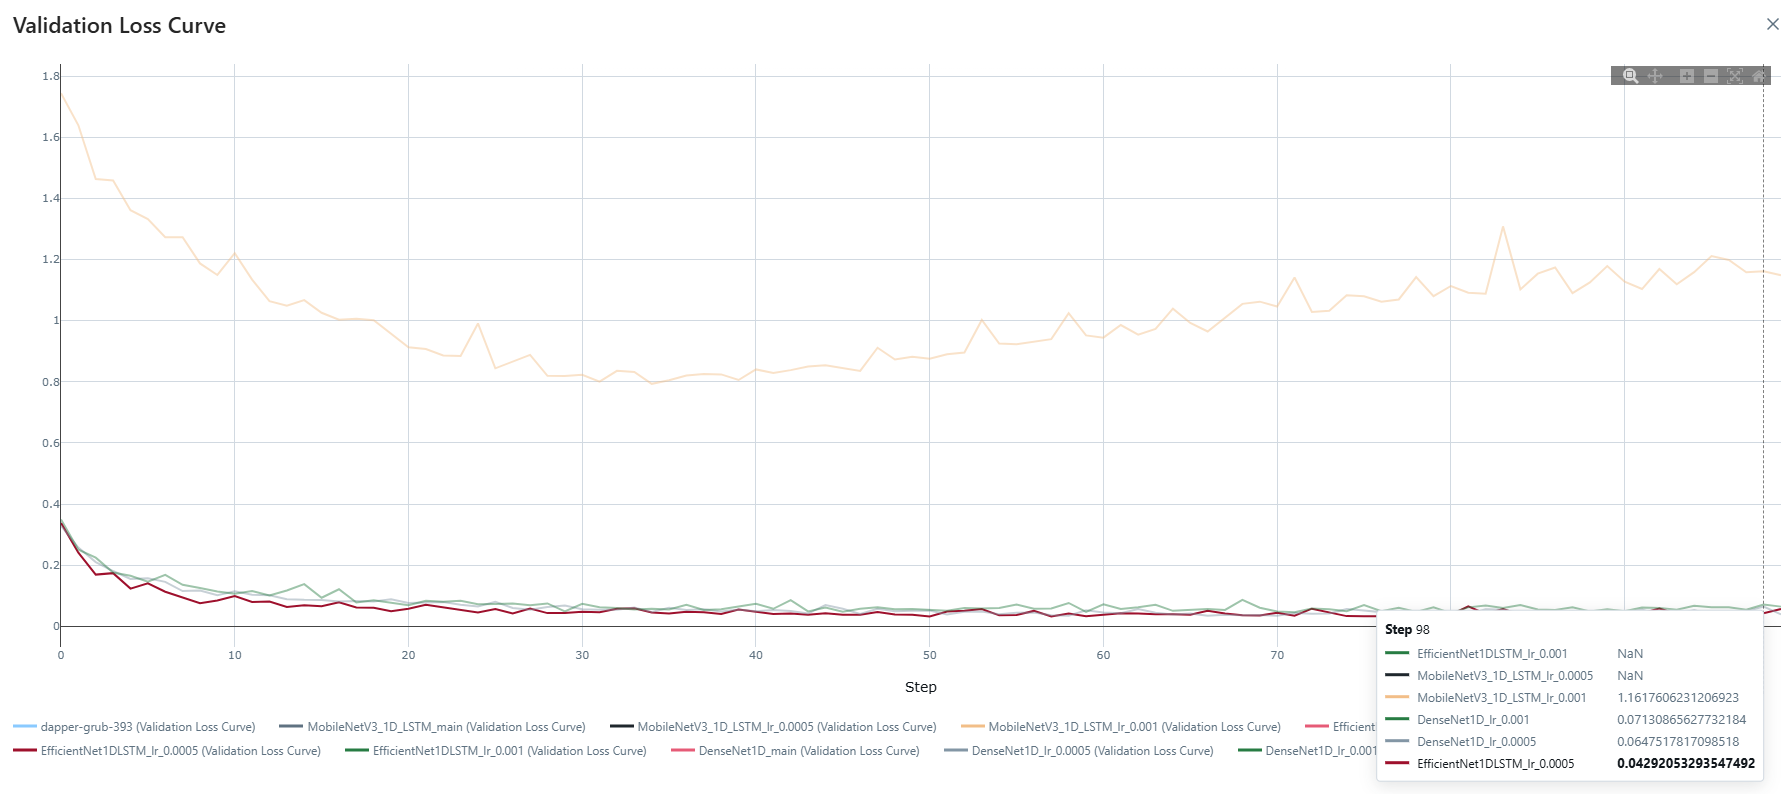 Validation Loss Curve
1.8
1.6
1.4
1.2
1
0.8
0.6
0.4
0.2
0
0 10 20 30 40 50 60 70
Step
Step 98
EfficientNet1DLSTM_lr_0.001 NaN
MobileNetV3_1D_LSTM_lr_0.0005 NaN
MobileNetV3_1D_LSTM_lr_0.001 1.1617606231206923
DenseNet1D_lr_0.001 0.07130865627732184
DenseNet1D_lr_0.0005 0.0647517817098518
EfficientNet1DLSTM_lr_0.0005 0.04292053293547492
dapper-grub-393 (Validation Loss Curve) MobileNetV3_1D_LSTM_main (Validation Loss Curve) MobileNetV3_1D_LSTM_lr_0.0005 (Validation Loss Curve) MobileNetV3_1D_LSTM_lr_0.001 (Validation Loss Curve) Efficient
EfficientNet1DLSTM_lr_0.0005 (Validation Loss Curve) EfficientNet1DLSTM_lr_0.001 (Validation Loss Curve) DenseNet1D_main (Validation Loss Curve) DenseNet1D_lr_0.0005 (Validation Loss Curve) DenseNet1D_lr_0.001